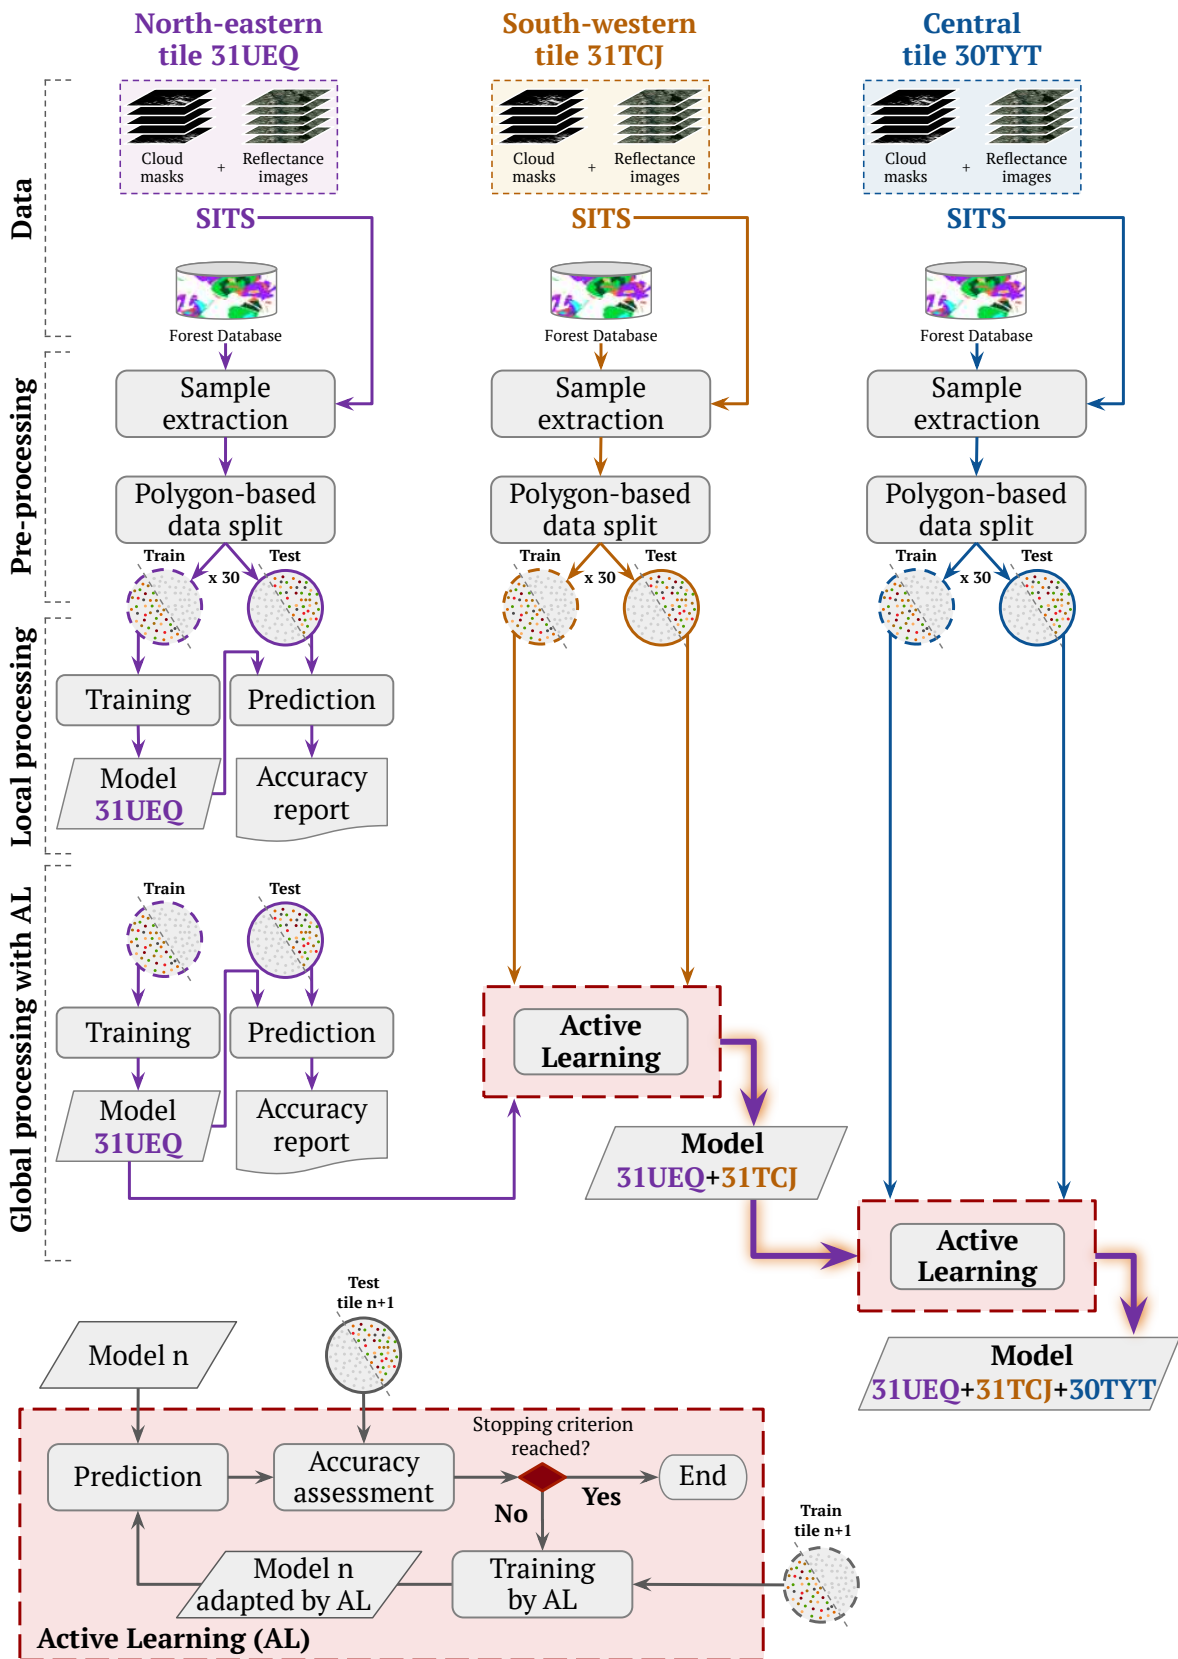 North-eastern
tile 31UEQ
South-western
tile 31TCJ
Central
tile 30TYT
Data
Cloud
masks
+
Reflectance
images
Cloud
masks
+
Reflectance
images
Cloud
masks
+
Reflectance
images
SITS
SITS
SITS
Forest Database
Forest Database
Forest Database
Pre-processing
Sample
extraction
Sample
extraction
Sample
extraction
Polygon-based
data split
Polygon-based
data split
Polygon-based
data split
Train
x 30
Test
Train
x 30
Test
Train
x 30
Test
Local processing
Training
Prediction
Model
31UEQ
Accuracy
report
Global processing with AL
Train
Test
Training
Prediction
Model
31UEQ
Accuracy
report
Active
Learning
Model
31UEQ+31TCJ
Active
Learning
Model
31UEQ+31TCJ+30TYT
Test
tile n+1
Model n
Prediction
Accuracy
assessment
Stopping criterion
reached?
Yes
No
End
Train
tile n+1
Training
by AL
Model n
adapted by AL
Active Learning (AL)